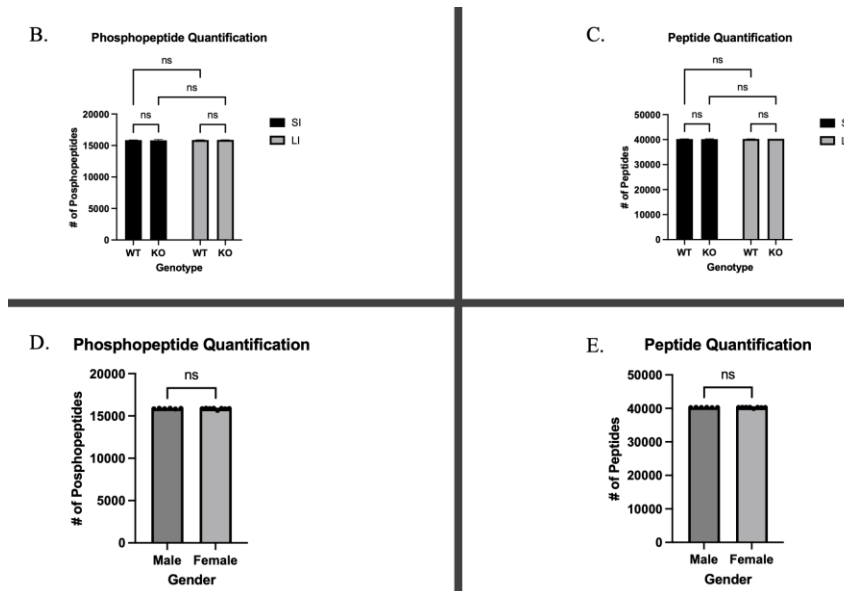 B.
Phosphopeptide Quantification
ns
ns
ns
ns
20000
15000
10000
5000
0
# of Posphopeptides
WT KO WT KO
Genotype
SI
LI
C.
Peptide Quantification
ns
ns
ns
ns
50000
40000
30000
20000
10000
0
# of Peptides
WT KO WT KO
Genotype
S
L
D.
Phosphopeptide Quantification
ns
20000
15000
10000
5000
0
# of Posphopeptides
Male Female
Gender
E.
Peptide Quantification
ns
50000
40000
30000
20000
10000
0
# of Peptides
Male Female
Gender